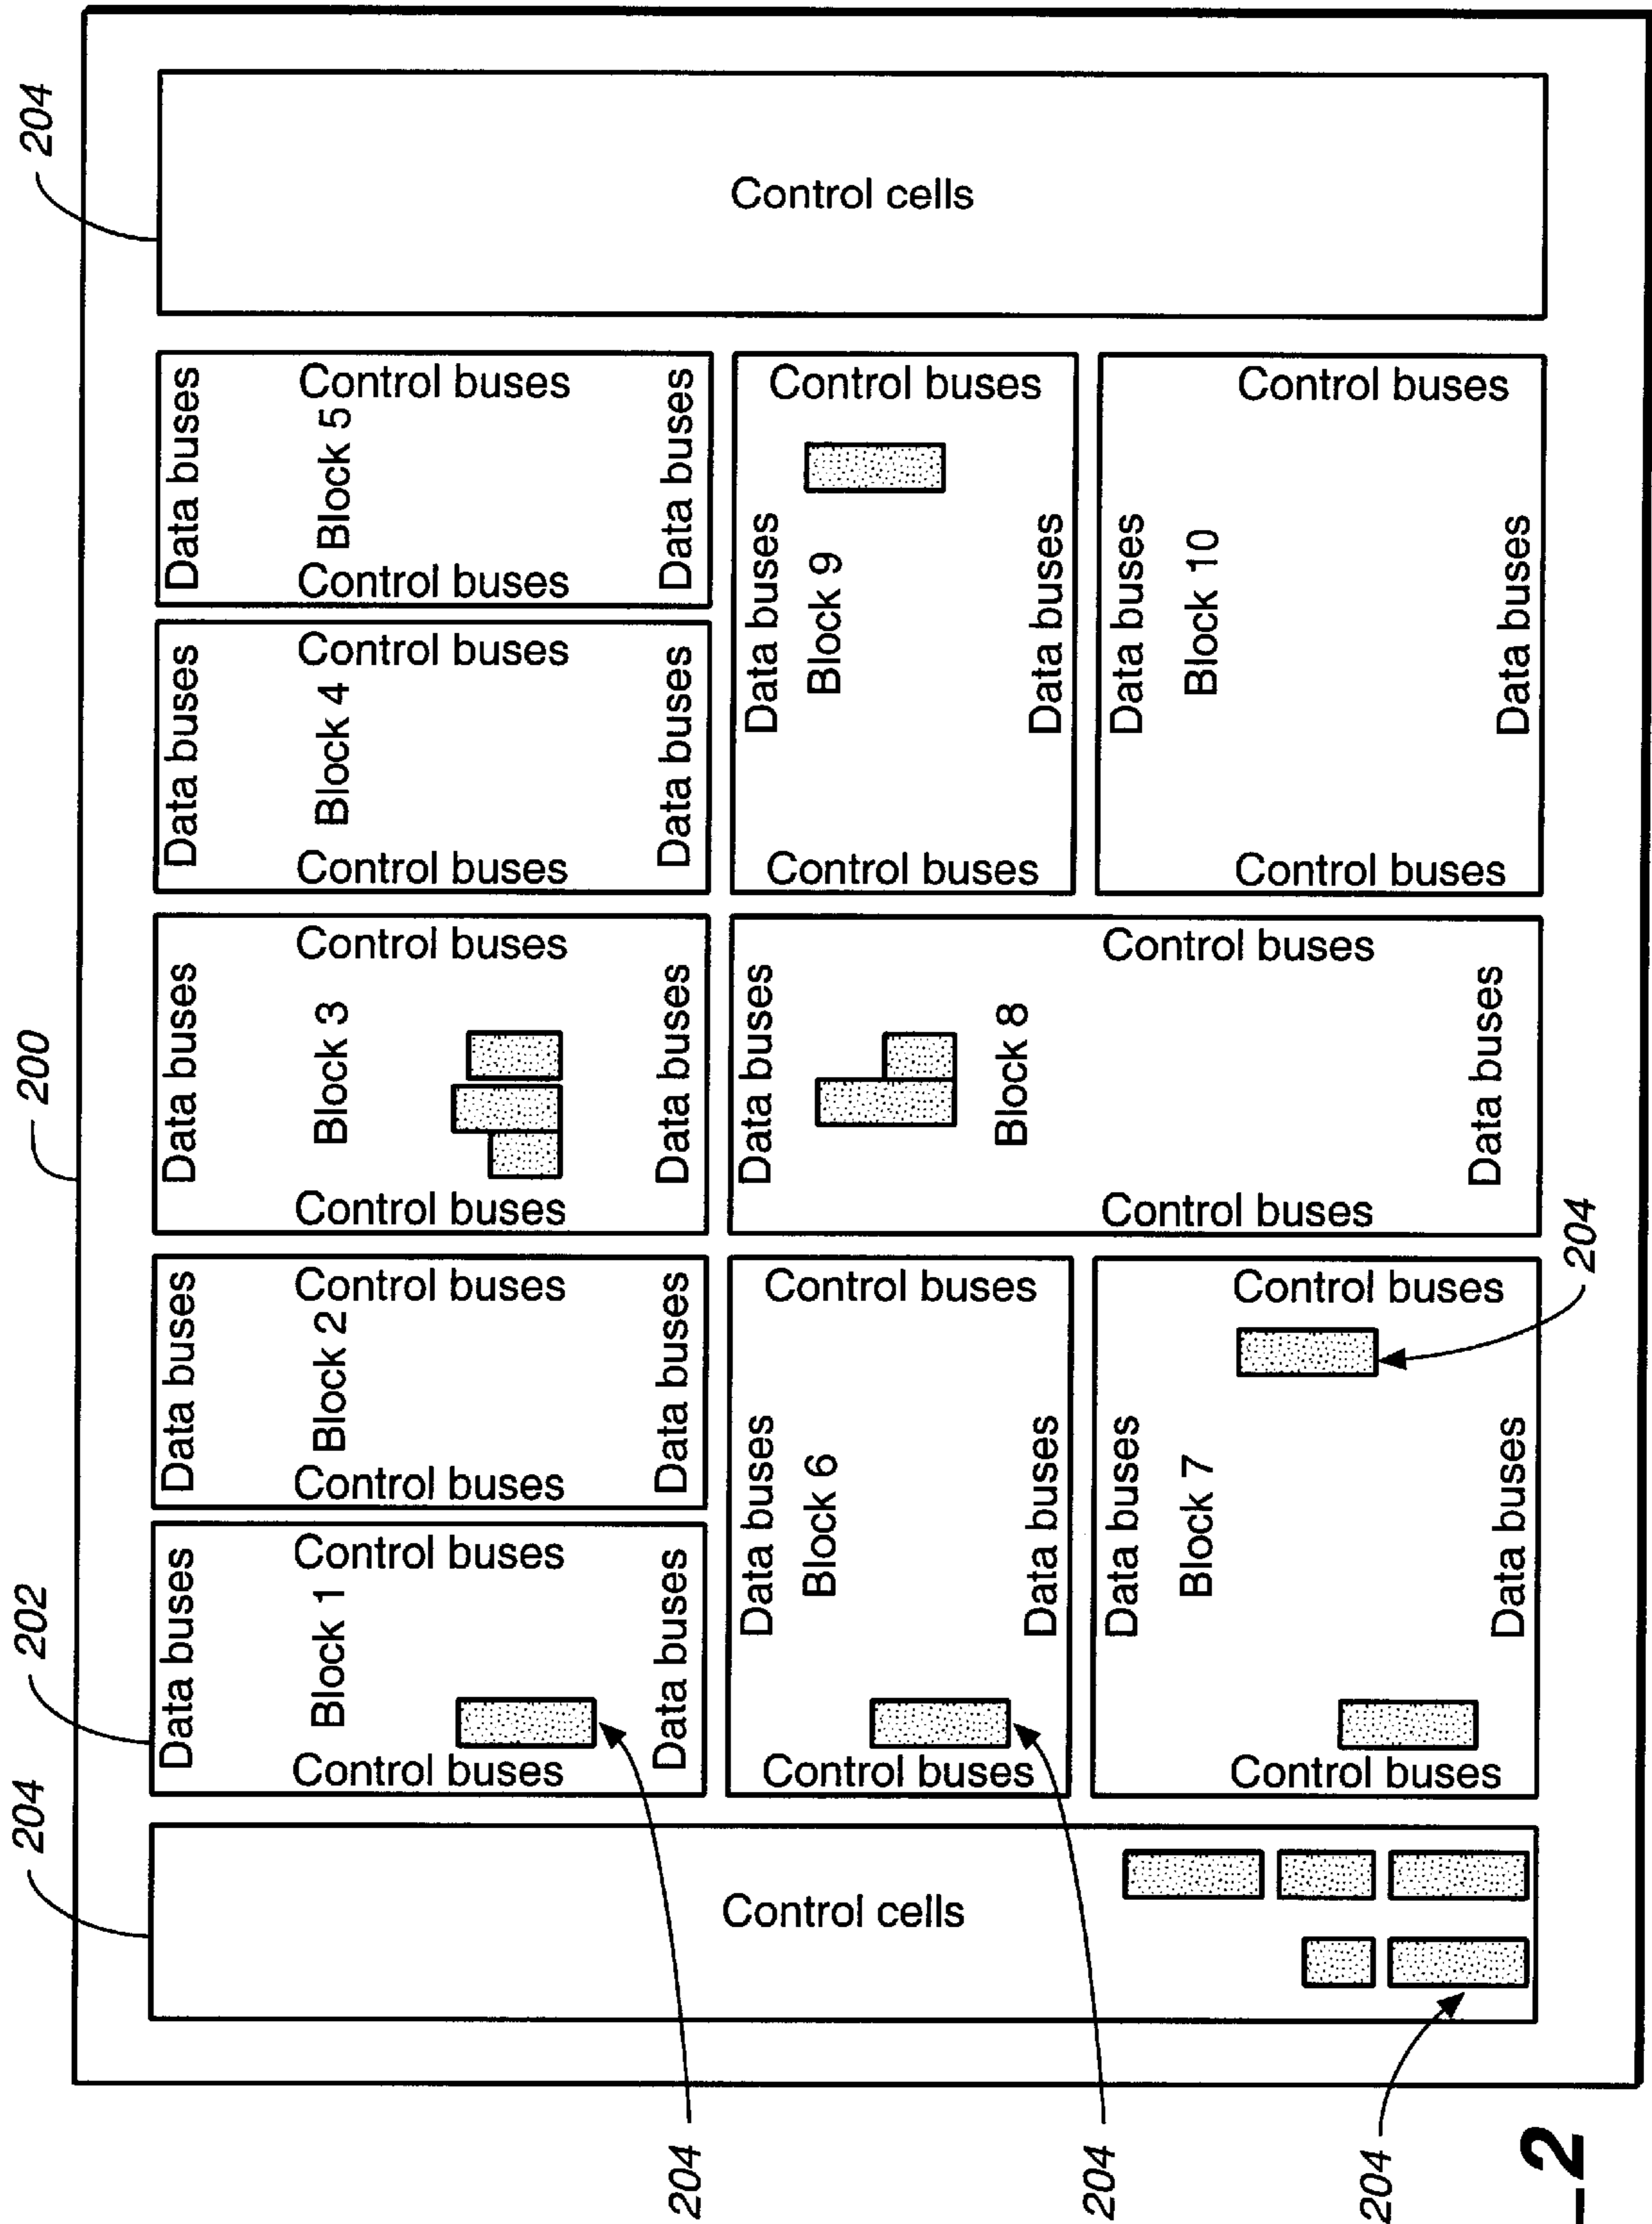 204
Control cells
200
Data buses
Control buses
Block 5
Control buses
Data buses
Control buses
Data buses
Block 9
Data buses
Control buses
Control buses
Data buses
Block 10
Data buses
Control buses
Data buses
Control buses
Block 4
Control buses
Data buses
Data buses
Control buses
Block 3
Control buses
Data buses
Control buses
Data buses
Block 8
Data buses
Control buses
204
Data buses
Control buses
Block 2
Control buses
Data buses
Control buses
Data buses
Block 6
Data buses
Control buses
Control buses
Data buses
Block 7
Data buses
Control buses
202
Data buses
Control buses
Block 1
Control buses
Data buses
204
Control cells
204
204
204
_2